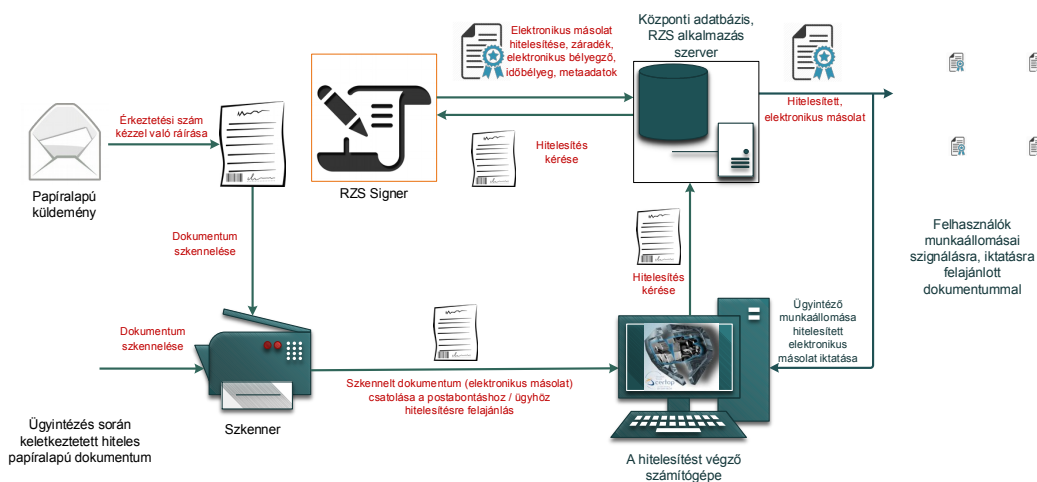 Központi adatbázis,
RZS alkalmazás
szerver
Elektronikus másolat
hitelesítése, záradék,
elektronikus bélyegző,
időbélyeg, metaadatok
Hitelesített,
elektronikus másolat
Érkeztetési szám
kézzel való ráírása
Hitelesítés
kérése
Papíralapú
küldemény
RZS Signer
Dokumentum
szkennelése
Hitelesítés
kérése
Felhasználók
munkaállomásai
szignálásra, iktatásra
felajánlott
dokumentummal
Ügyintéző
munkaállomása
hitelesített
elektronikus
másolat iktatása
Dokumentum
szkennelése
Szkennelt dokumentum (elektronikus másolat)
csatolása a postabontáshoz / ügyhöz
hitelesítésre felajánlás
certop
Ügyintézés során
keletkeztetett hiteles
papíralapú dokumentum
Szkenner
A hitelesítést végző
számítógépe